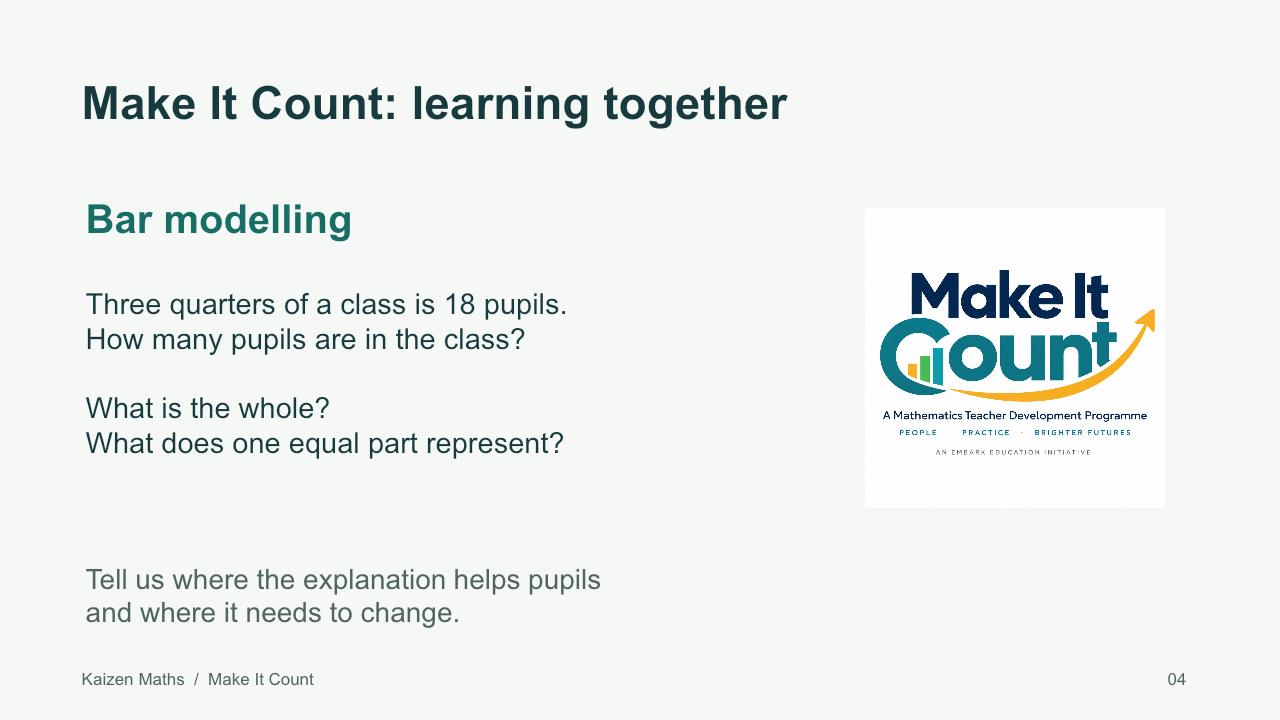 Make It Count: learning together
Bar modelling
Three quarters of a class is 18 pupils.
How many pupils are in the class?
What is the whole?
What does one equal part represent?
Tell us where the explanation helps pupils
and where it needs to change.
Make It
Count
A Mathematics Teacher Development Programme
PEOPLE PRACTICE · BRIGHTER FUTURES
AN EMBARK EDUCATION INITIATIVE
Kaizen Maths / Make It Count
04